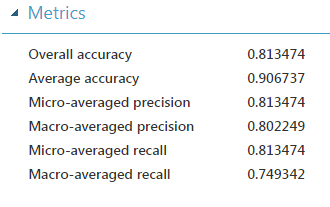 Metrics
Overall accuracy 0.813474
Average accuracy 0.906737
Micro-averaged precision 0.813474
Macro-averaged precision 0.802249
Micro-averaged recall 0.813474
Macro-averaged recall 0.749342